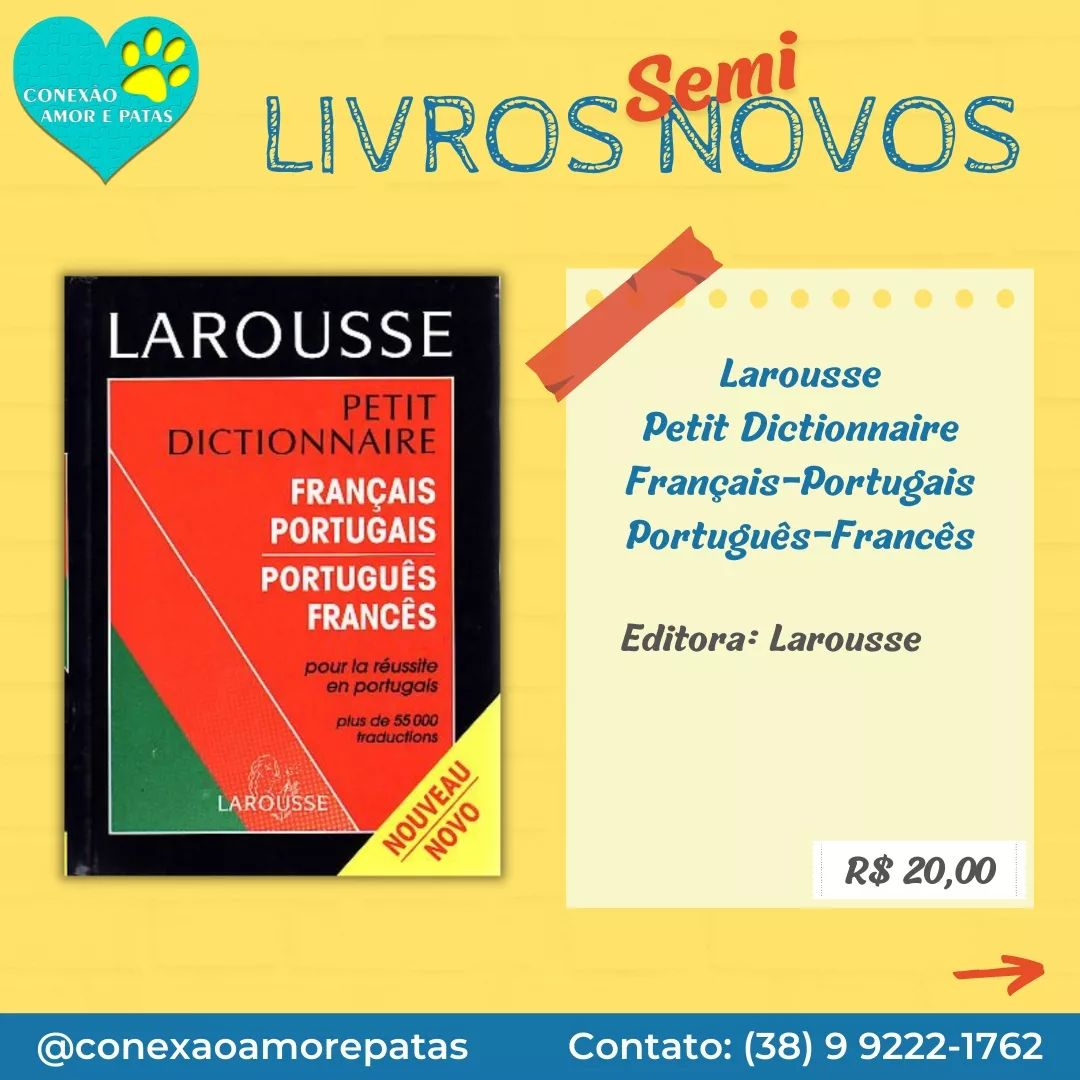 CONEXÃO
AMOR E PATAS
Semi
LIVROS NOVOS
LAROUSSE
PETIT
DICTIONNAIRE
FRANÇAIS
PORTUGAIS
PORTUGUÊS
FRANCÊS
pour la réussite
en portugais
plus de 55 000
traductions
LAROUSSE
NOUVEAU
NOVO
Larousse
Petit Dictionnaire
Français-Portugais
Português-Francês
Editora: Larousse
R$ 20,00
@conexaoamorepatas
Contato: (38) 9 9222-1762